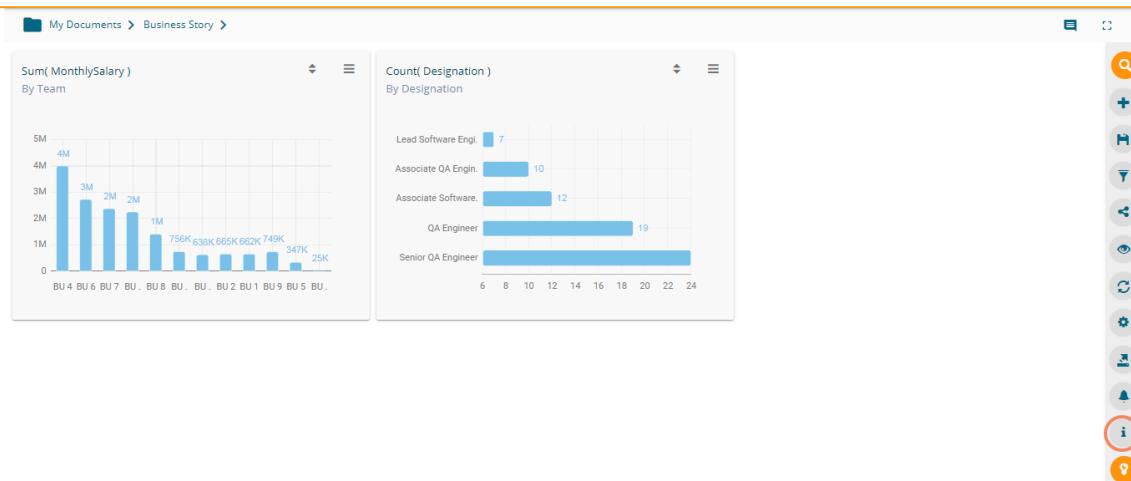 My Documents > Business Story >
Sum( MonthlySalary )
By Team
5M
4M
3M
2M
1M
0
4M
3M
2M
2M
1M
756K
638K
665K
662K
749K
347K
25K
BU 4 BU 6 BU 7 BU . BU 8 BU . BU . BU 2 BU 1 BU 9 BU 5 BU .
Count( Designation )
By Designation
Lead Software Engi. 7
Associate QA Engin. 10
Associate Software. 12
QA Engineer 19
Senior QA Engineer
6 8 10 12 14 16 18 20 22 24